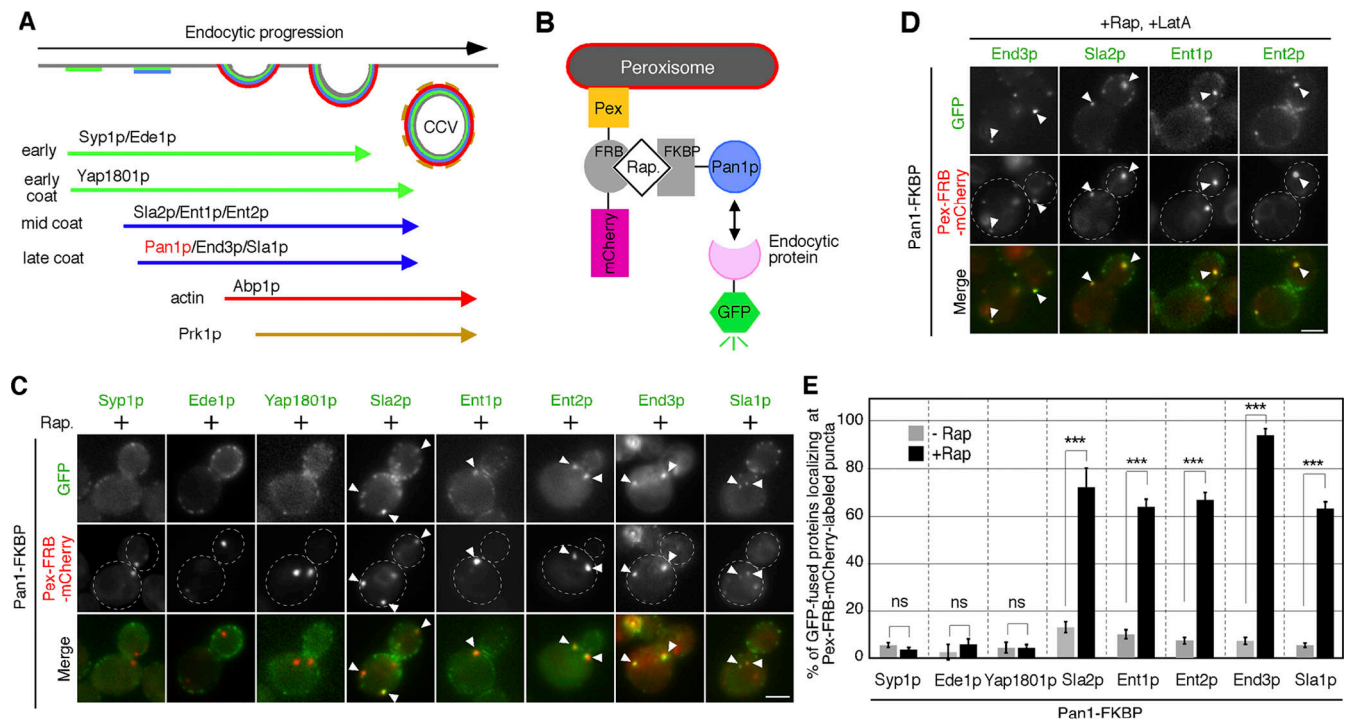 A
Endocytic progression
CCV
early
Syp1p/Ede1p
early
coat
Yap1801p
mid coat
Sla2p/Ent1p/Ent2p
late coat
Pan1p/End3p/Sla1p
actin
Abp1p
Prk1p
B
Peroxisome
Pex
FRB
Rap.
FKBP
Pan1p
mCherry
Endocytic
protein
GFP
C
Syp1p Ede1p Yap1801p Sla2p Ent1p Ent2p End3p Sla1p
Rap. + + + + + + + +
Pan1-FKBP
GFP
Pex-FRB
-mCherry
Merge
D
+Rap, +LatA
End3p Sla2p Ent1p Ent2p
Pan1-FKBP
GFP
Pex-FRB
-mCherry
Merge
E
% of GFP-fused proteins localizing at
Pex-FRB-mCherry-labeled puncta
100
80
60
40
20
0
- Rap
+Rap
ns ns ns *** *** *** *** ***
Syp1p Ede1p Yap1801p Sla2p Ent1p Ent2p End3p Sla1p
Pan1-FKBP